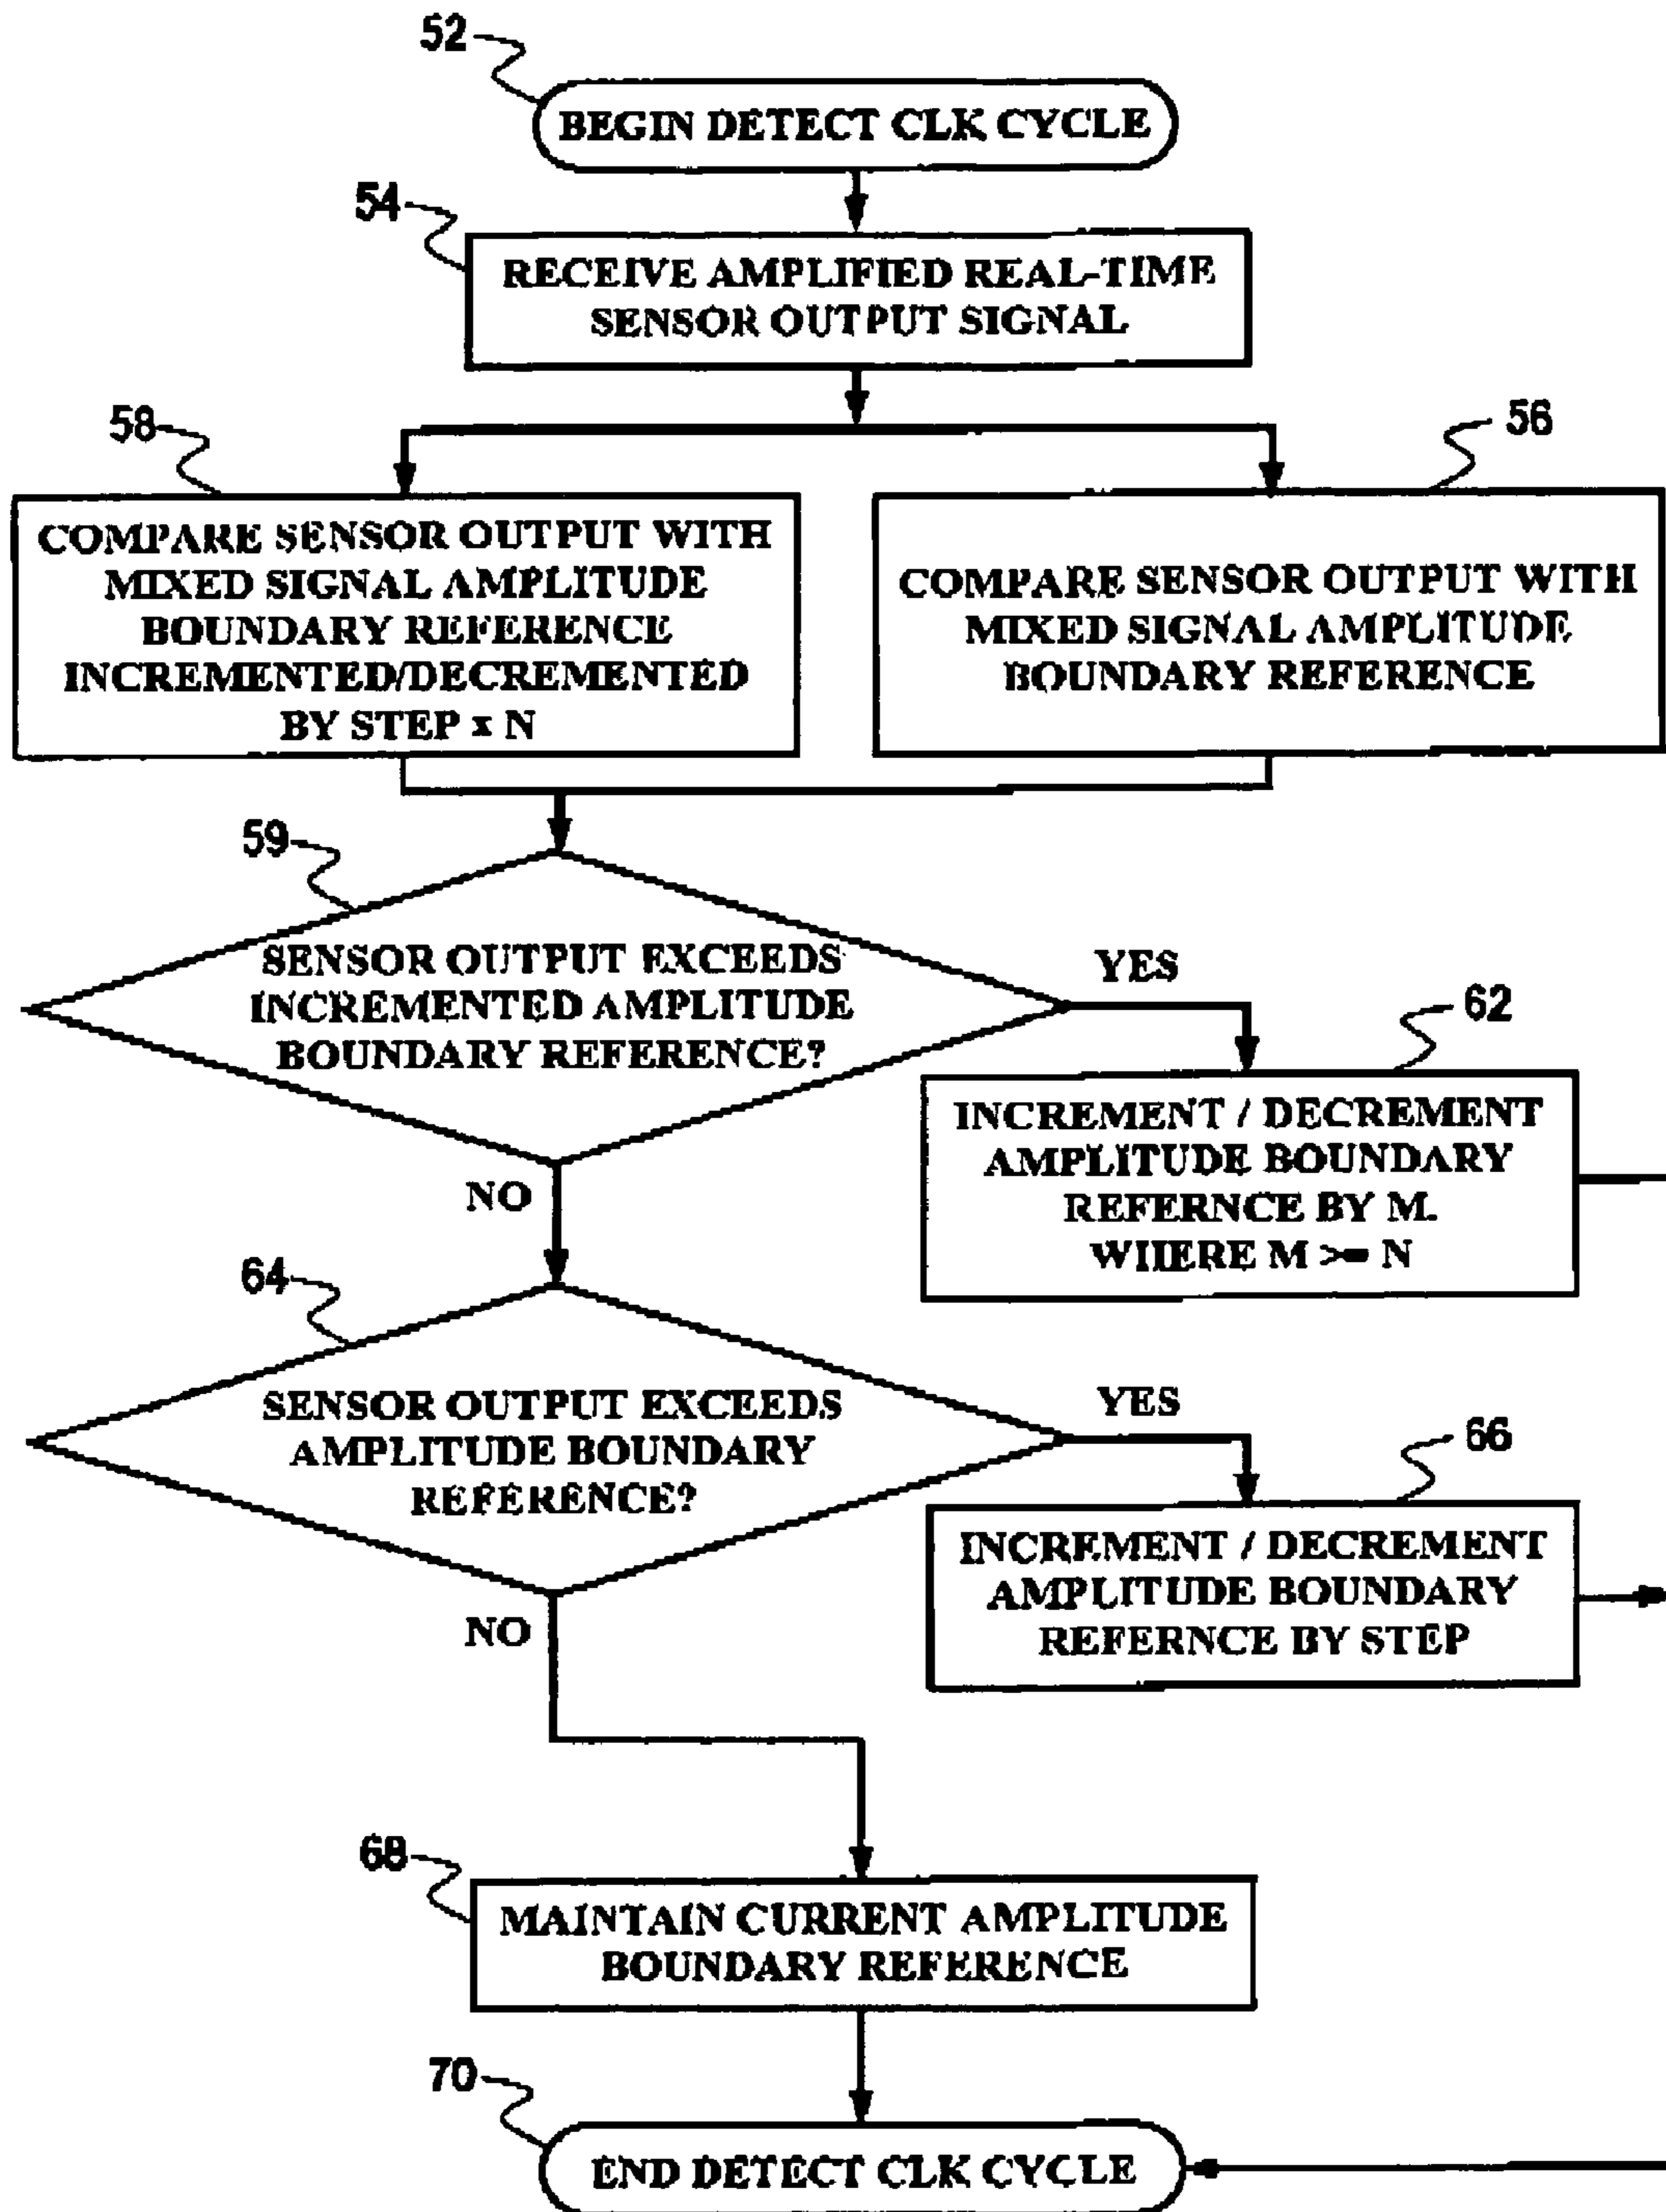 52
BEGIN DETECT CLK CYCLE
54
RECEIVE AMPLIFIED REAL-TIME
SENSOR OUTPUT SIGNAL
58
COMPARE SENSOR OUTPUT WITH
MIXED SIGNAL AMPLITUDE
BOUNDARY REFERENCE
INCREMENTED/DECREMENTED
BY STEP x N
56
COMPARE SENSOR OUTPUT WITH
MIXED SIGNAL AMPLITUDE
BOUNDARY REFERENCE
59
SENSOR OUTPUT EXCEEDS
INCREMENTED AMPLITUDE
BOUNDARY REFERENCE?
YES
NO
62
INCREMENT / DECREMENT
AMPLITUDE BOUNDARY
REFERNCE BY M.
WHERE M >= N
64
SENSOR OUTPUT EXCEEDS
AMPLITUDE BOUNDARY
REFERENCE?
YES
NO
66
INCREMENT / DECREMENT
AMPLITUDE BOUNDARY
REFERNCE BY STEP
68
MAINTAIN CURRENT AMPLITUDE
BOUNDARY REFERENCE
70
END DETECT CLK CYCLE